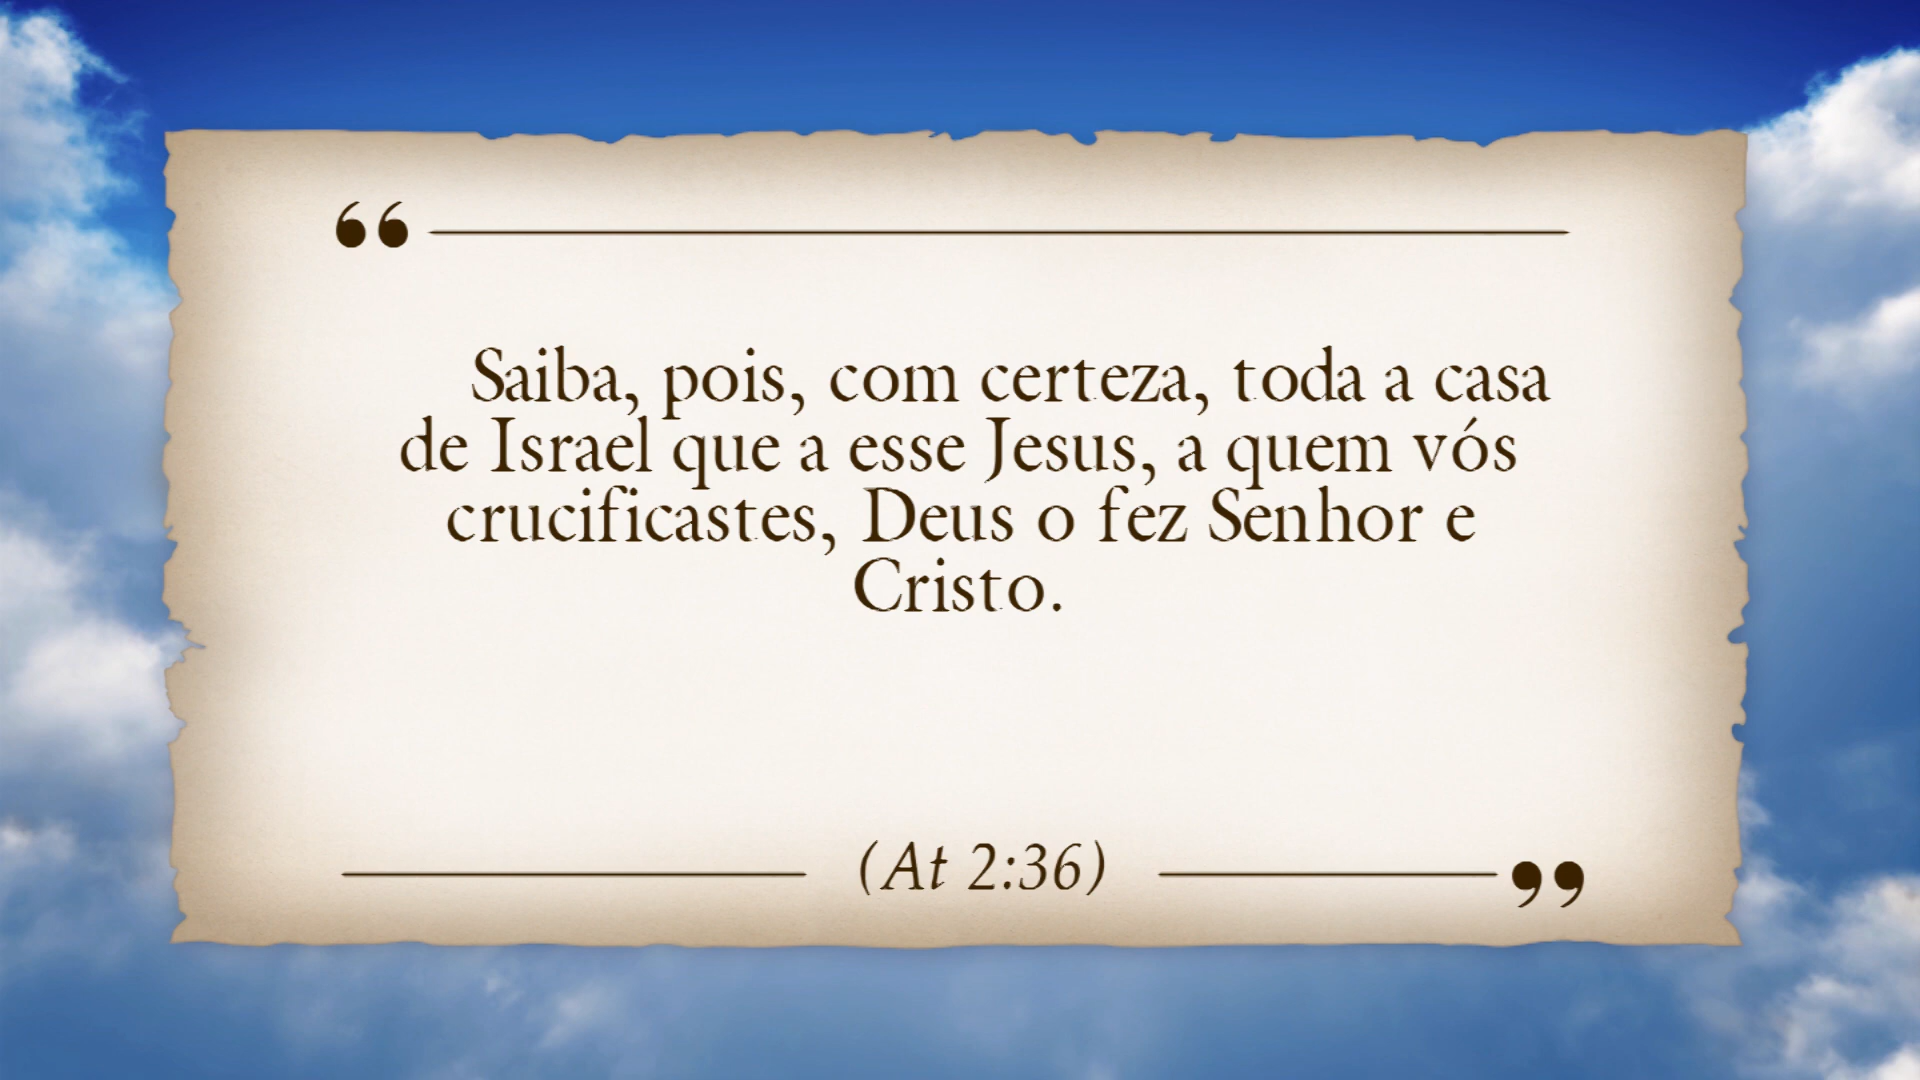 “
Saiba, pois, com certeza, toda a casa
de Israel que a esse Jesus, a quem vós
crucificastes, Deus o fez Senhor e
Cristo.
(At 2:36)
”